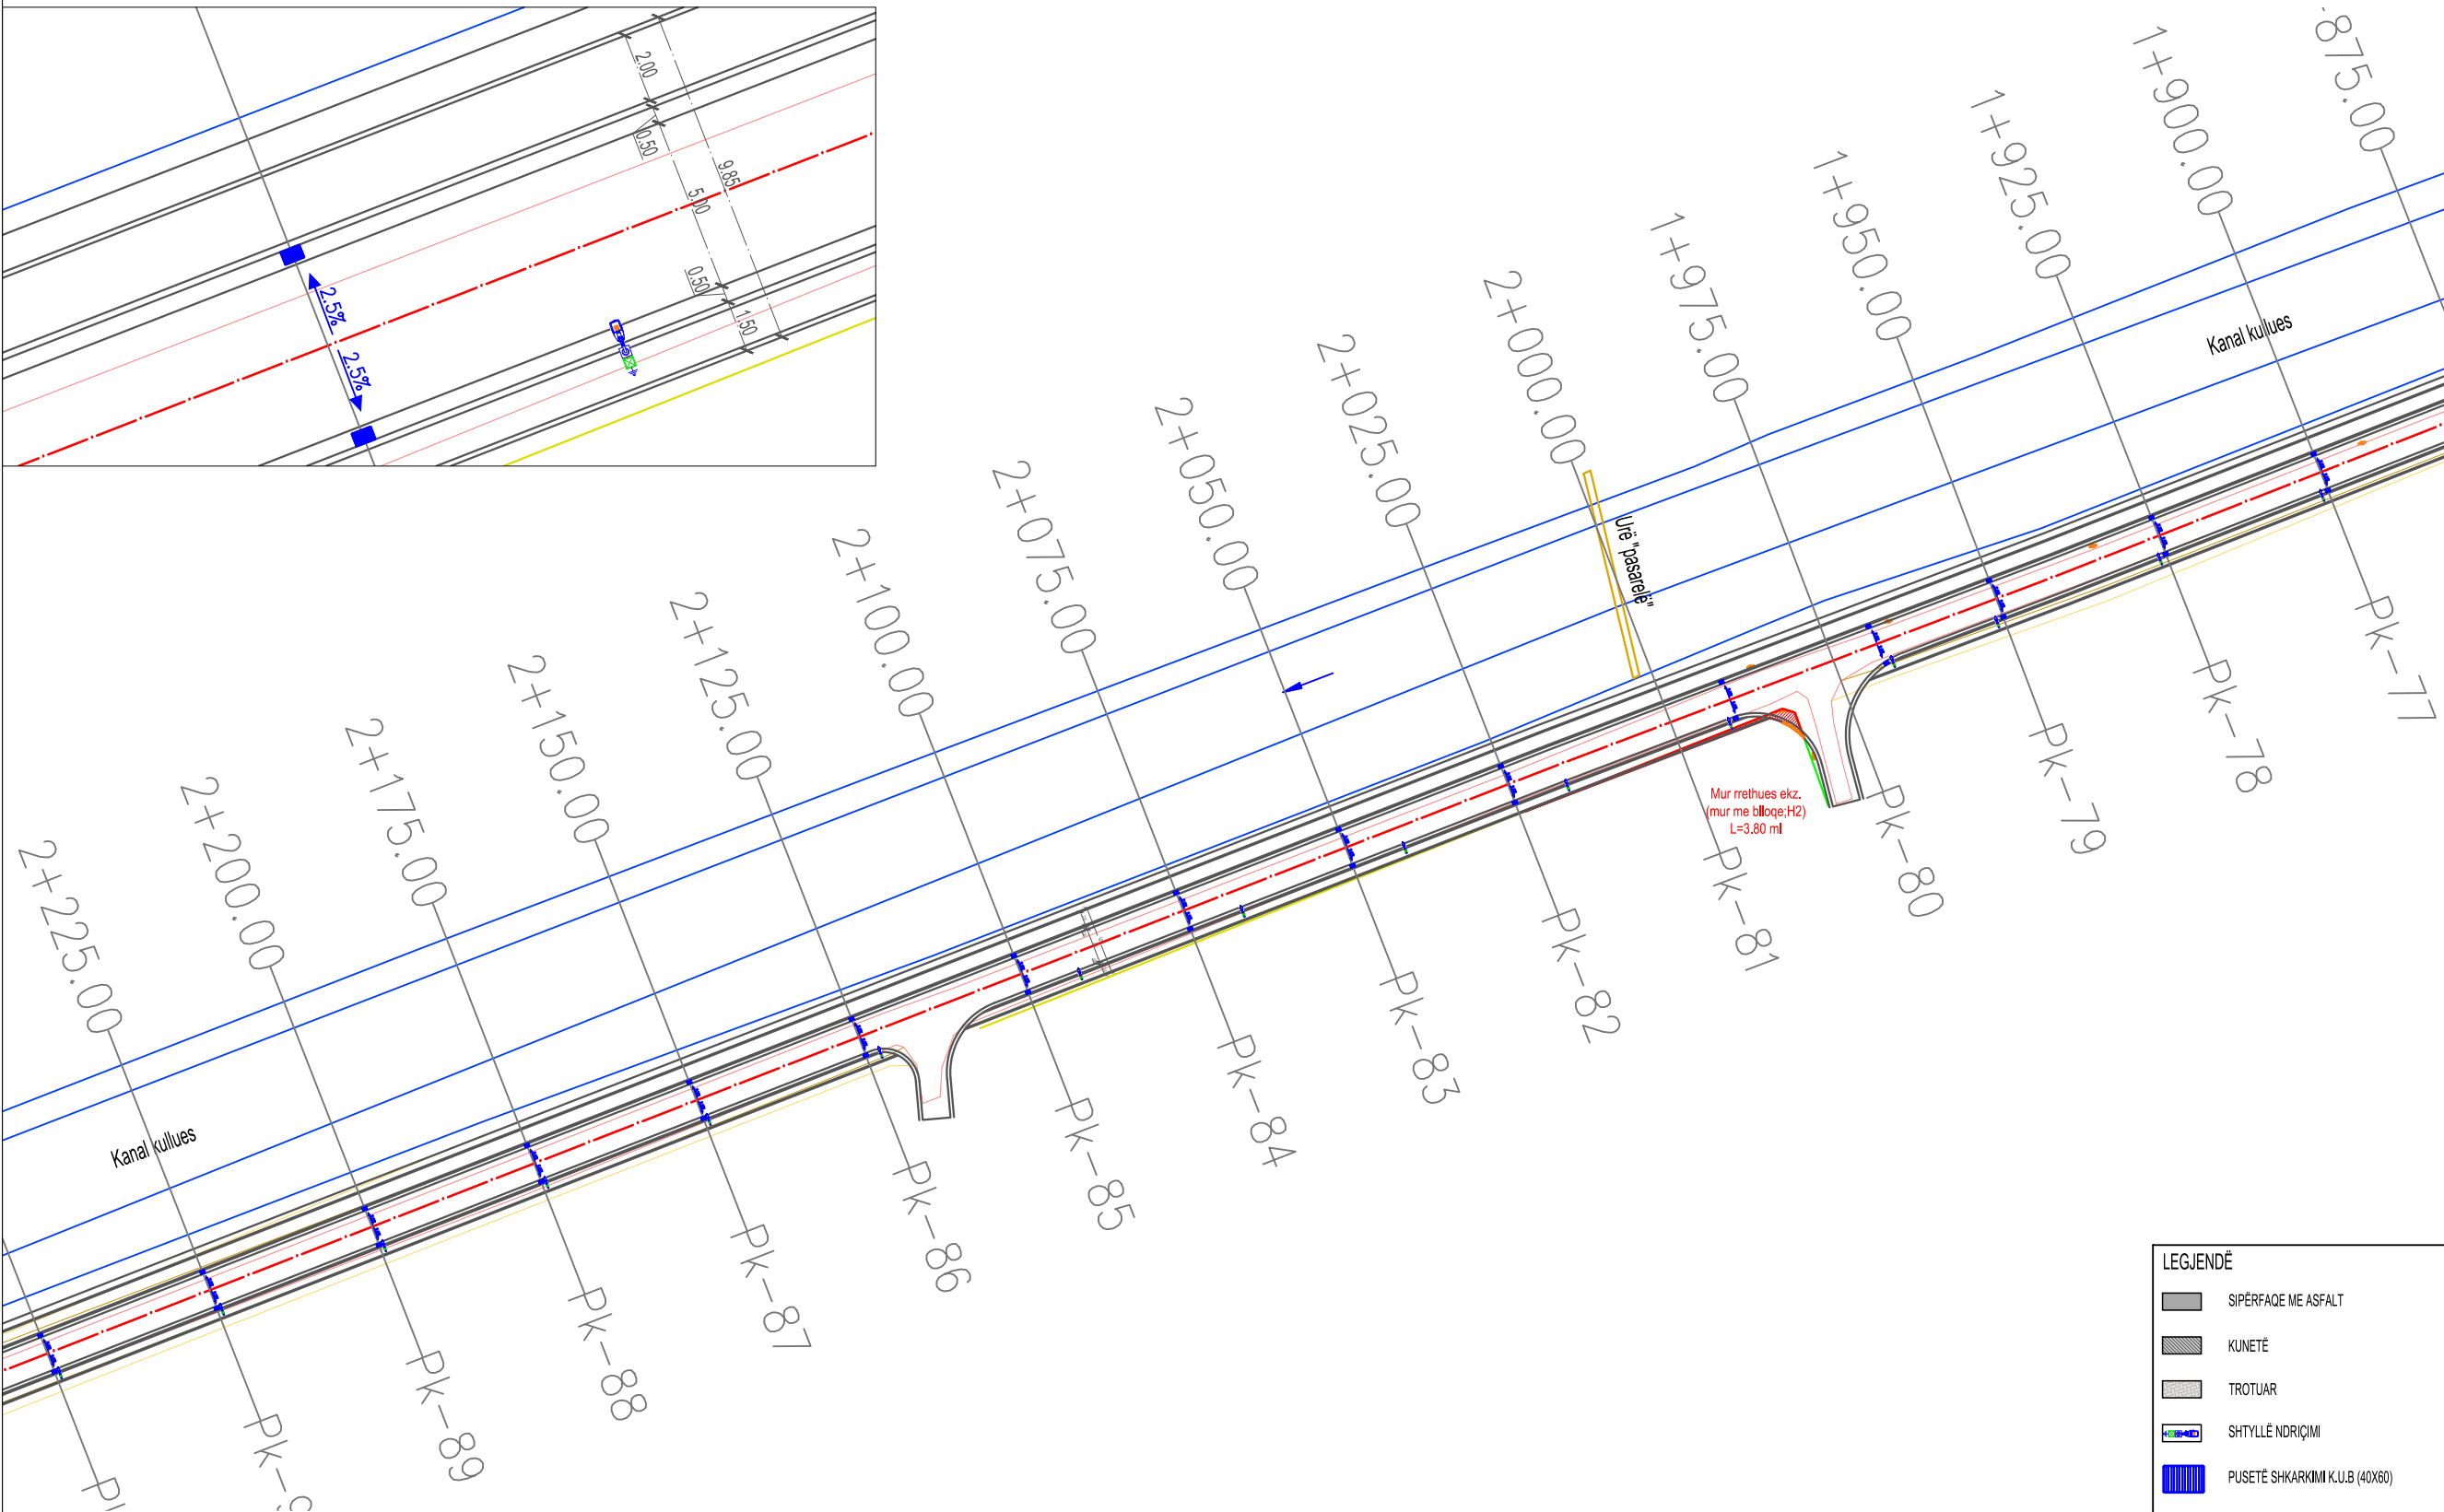 2.00
0.50
9.85
5.00
0.50
1.50
2.5%
2.5%
875.00
1+900.00
1+925.00
1+950.00
1+975.00
2+000.00
2+025.00
2+050.00
2+075.00
2+100.00
2+125.00
2+150.00
2+175.00
2+200.00
2+225.00
Kanal kullues
Urë "pasarelë"
Pk-77
Pk-78
Pk-79
Pk-80
Pk-81
Pk-82
Pk-83
Pk-84
Pk-85
Pk-86
Pk-87
Pk-88
Pk-89
Mur rrethues ekz.
(mur me blloqe;H2)
L=3.80 ml
Kanal kullues
LEGJENDË
SIPËRFAQE ME ASFALT
KUNETË
TROTUAR
SHTYLLË NDRIÇIMI
PUSETË SHKARKIMI K.U.B (40X60)